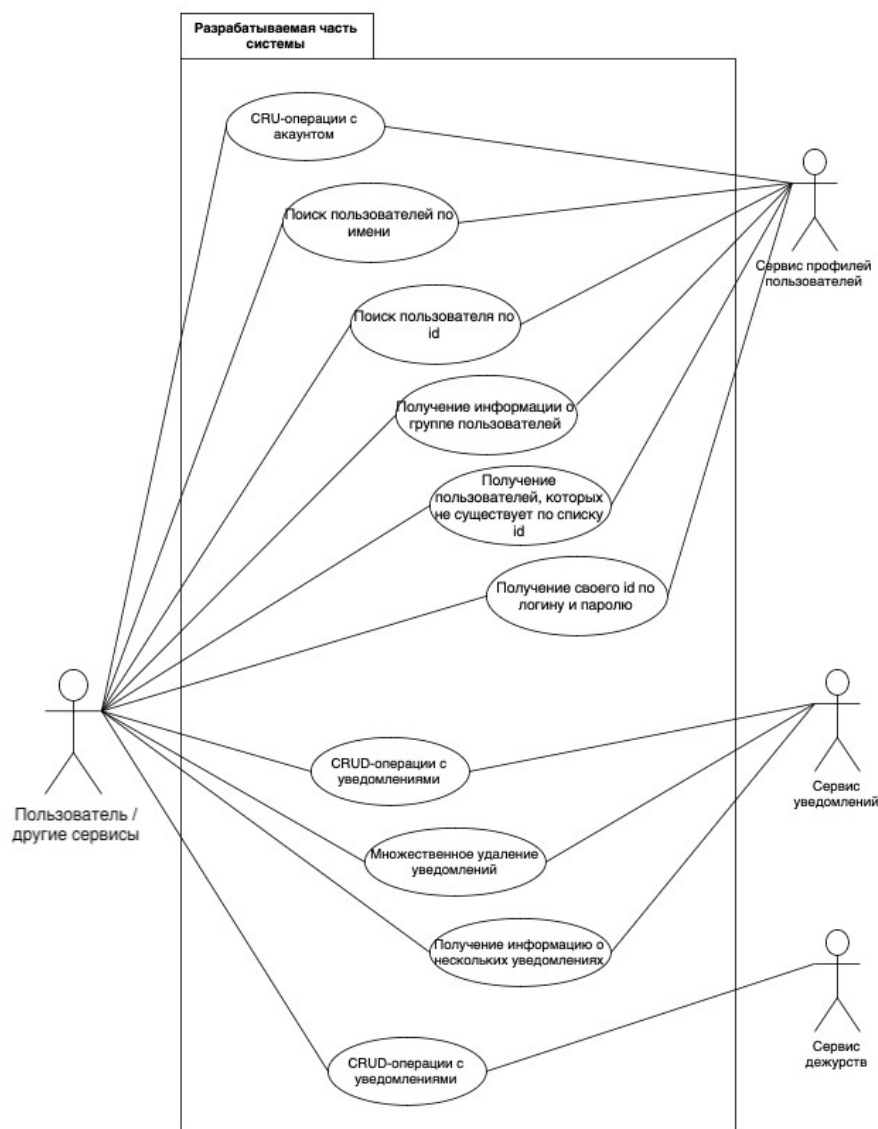 Разрабатываемая часть
системы
CRU-операции с
акаунтом
Поиск пользователей по
имени
Сервис профилей
пользователей
Поиск пользователя по
id
Получение информации о
группе пользователей
Получение
пользователей, которых
не существует по списку
id
Получение своего id по
логину и паролю
Пользователь /
другие сервисы
CRUD-операции с
уведомлениями
Сервис
уведомлений
Множественное удаление
уведомлений
Получение информацию о
нескольких уведомлениях
CRUD-операции с
уведомлениями
Сервис
дежурств